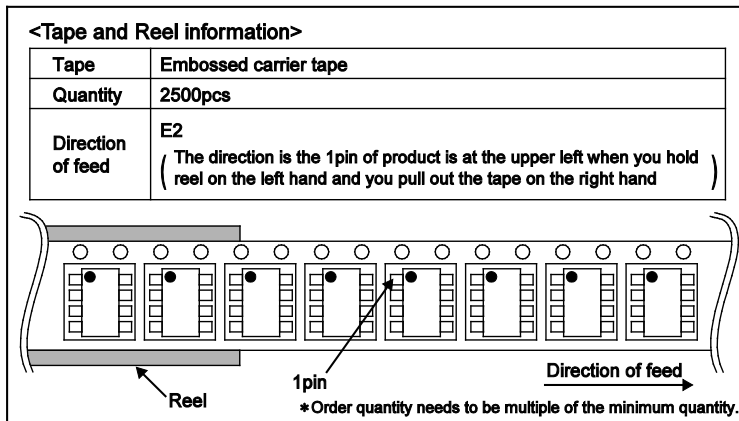 <Tape and Reel information>
Tape Embossed carrier tape
Quantity 2500pcs
Direction of feed E2
( The direction is the 1pin of product is at the upper left when you hold
reel on the left hand and you pull out the tape on the right hand )
1pin
Reel
Direction of feed
*Order quantity needs to be multiple of the minimum quantity.